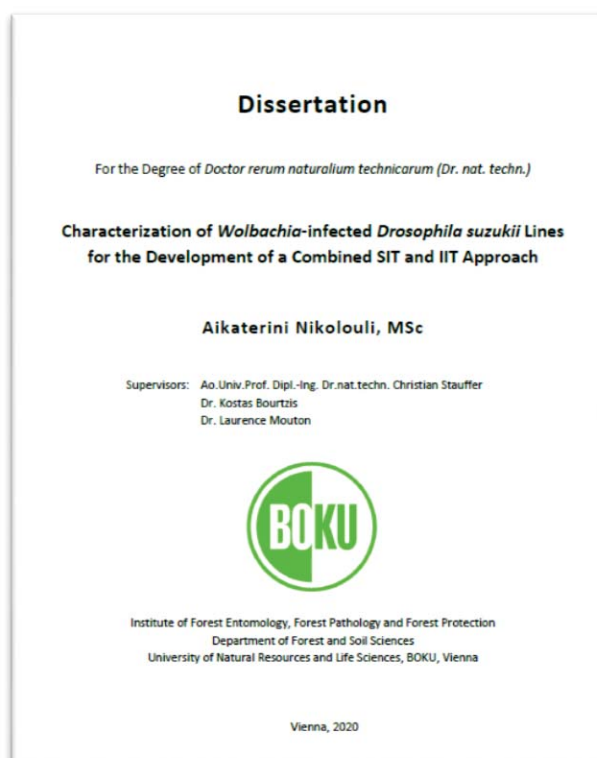 Dissertation
For the Degree of Doctor rerum naturalium technicarum (Dr. nat. techn.)
Characterization of Wolbachia-infected Drosophila suzukii Lines
for the Development of a Combined SIT and IIT Approach
Aikaterini Nikolouli, MSc
Supervisors: Ao.Univ.Prof. Dipl.-Ing. Dr.nat.techn. Christian Stauffer
Dr. Kostas Bourtzis
Dr. Laurence Mouton
BOKU
Institute of Forest Entomology, Forest Pathology and Forest Protection
Department of Forest and Soil Sciences
University of Natural Resources and Life Sciences, BOKU, Vienna
Vienna, 2020